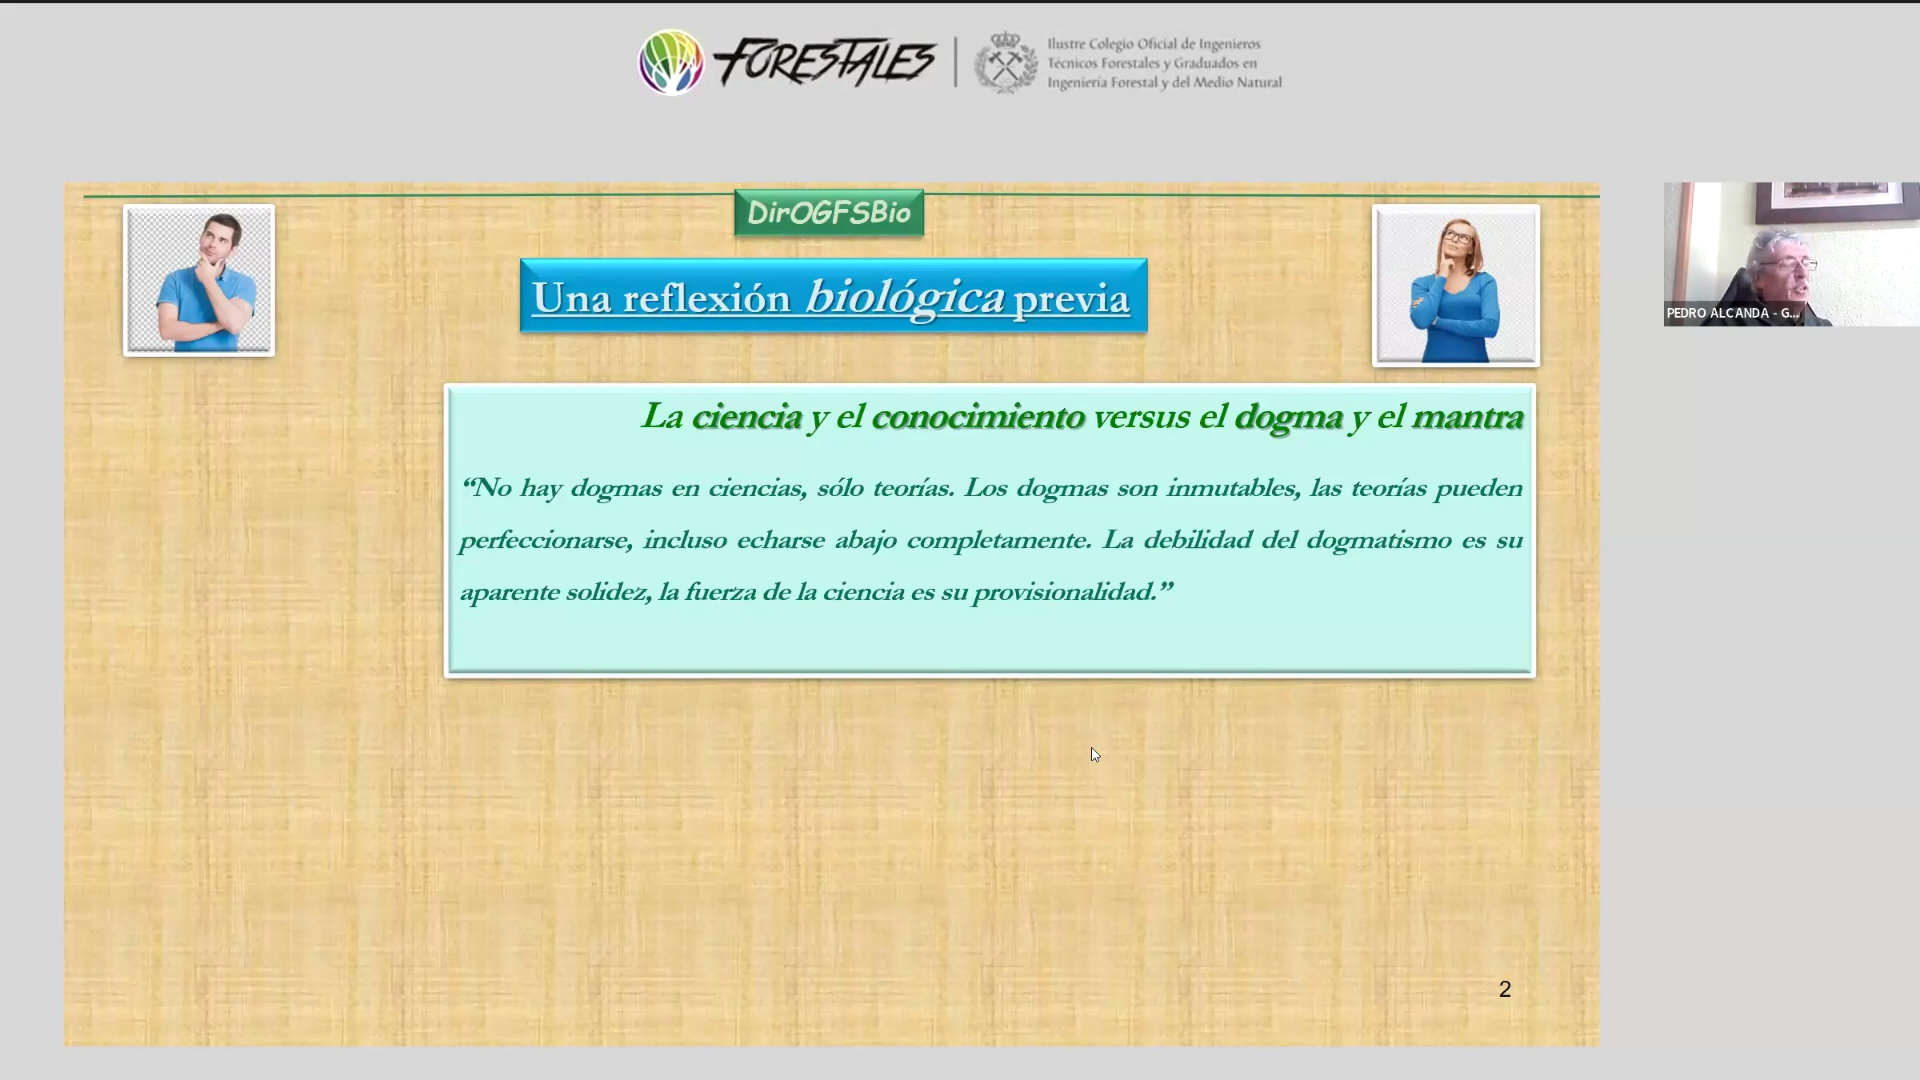 FORESTALES
Ilustre Colegio Oficial de Ingenieros
Técnicos Forestales y Graduados en
Ingeniería Forestal y del Medio Natural
DirOGFSBio
Una reflexión biológica previa
PEDRO ALCANDA - G...
La ciencia y el conocimiento versus el dogma y el mantra
“No hay dogmas en ciencias, sólo teorías. Los dogmas son inmutables, las teorías pueden
perfeccionarse, incluso echarse abajo completamente. La debilidad del dogmatismo es su
aparente solidez, la fuerza de la ciencia es su provisionalidad.”
2